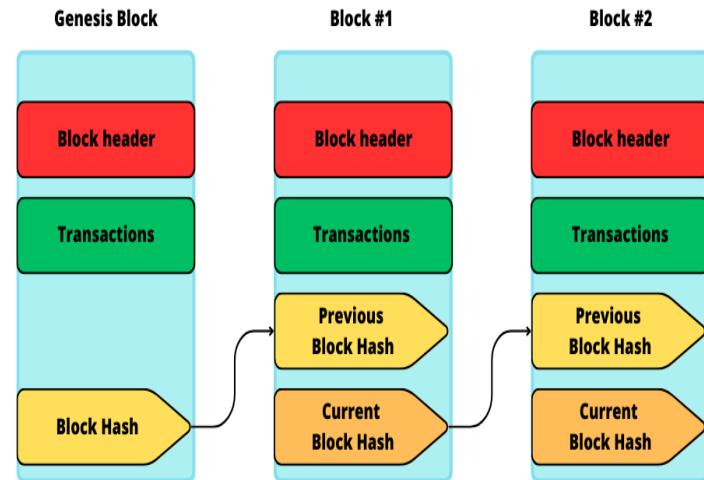 Genesis Block
Block #1
Block #2
Block header
Block header
Block header
Transactions
Transactions
Transactions
Previous
Block Hash
Previous
Block Hash
Block Hash
Current
Block Hash
Current
Block Hash